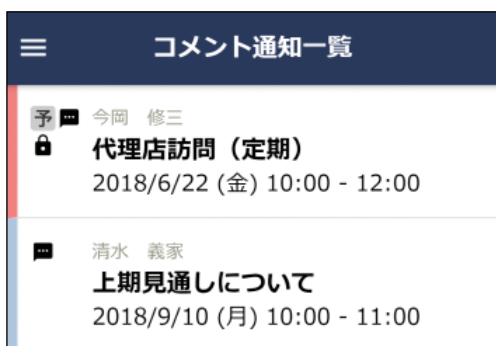 コメント通知一覧
予 今岡 修三
代理店訪問（定期）
2018/6/22 (金) 10:00 - 12:00
清水 義家
上期見通しについて
2018/9/10 (月) 10:00 - 11:00